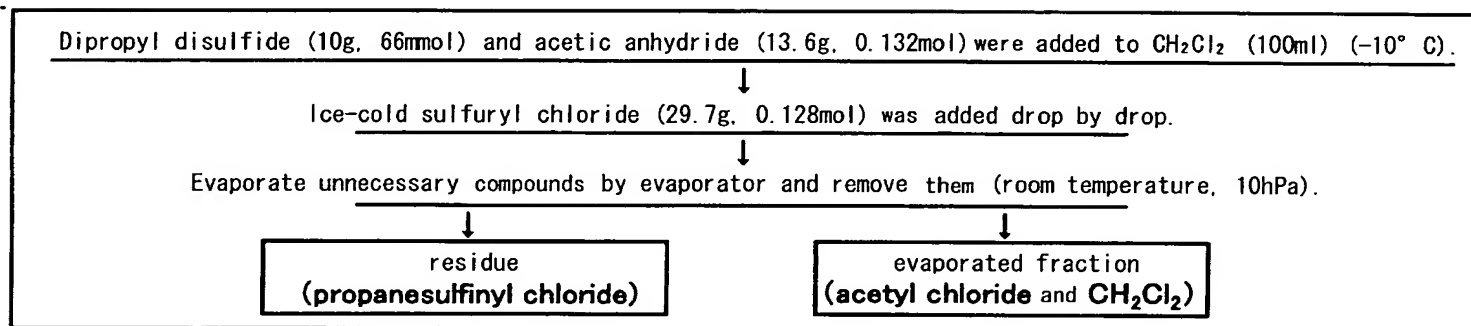 Dipropyl disulfide (10g, 66mmol) and acetic anhydride (13.6g, 0.132mol) were added to CH₂Cl₂ (100ml) (-10° C).
↓
Ice-cold sulfuryl chloride (29.7g, 0.128mol) was added drop by drop.
↓
Evaporate unnecessary compounds by evaporator and remove them (room temperature, 10hPa).
↓ ↓
residue
(propanesulfinyl chloride)
evaporated fraction
(acetyl chloride and CH₂Cl₂)